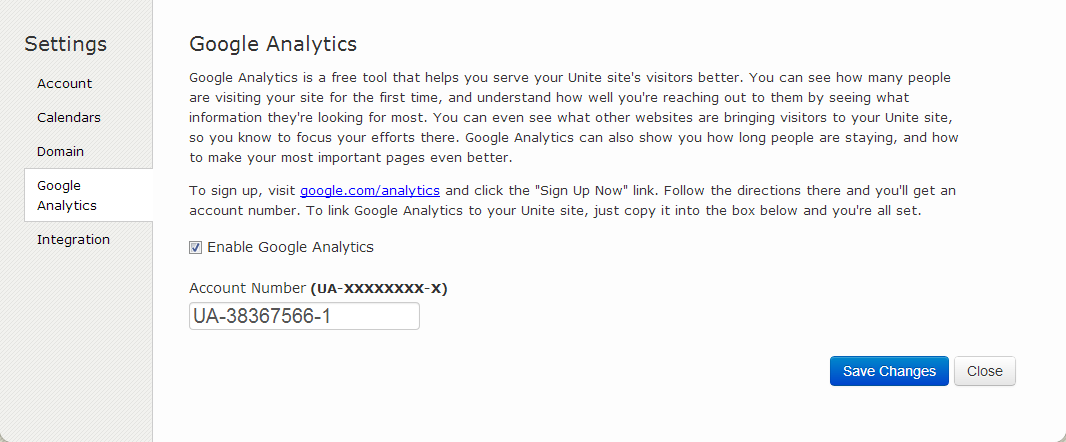 Settings
Account
Calendars
Domain
Google
Analytics
Integration
Google Analytics
Google Analytics is a free tool that helps you serve your Unite site's visitors better. You can see how many people
are visiting your site for the first time, and understand how well you're reaching out to them by seeing what
information they're looking for most. You can even see what other websites are bringing visitors to your Unite site,
so you know to focus your efforts there. Google Analytics can also show you how long people are staying, and how
to make your most important pages even better.
To sign up, visit google.com/analytics and click the "Sign Up Now" link. Follow the directions there and you'll get an
account number. To link Google Analytics to your Unite site, just copy it into the box below and you're all set.
Enable Google Analytics
Account Number (UA-XXXXXXXX-X)
UA-38367566-1
Save Changes
Close